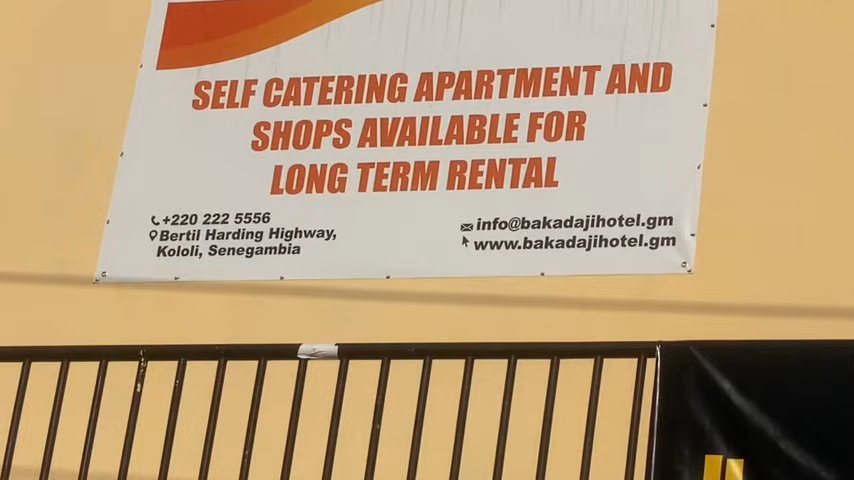 SELF CATERING APARTMENT AND
SHOPS AVAILABLE FOR
LONG TERM RENTAL
+220 222 5556
Bertil Harding Highway,
Kololi, Senegambia
info@bakadajihotel.gm
www.bakadajihotel.gm